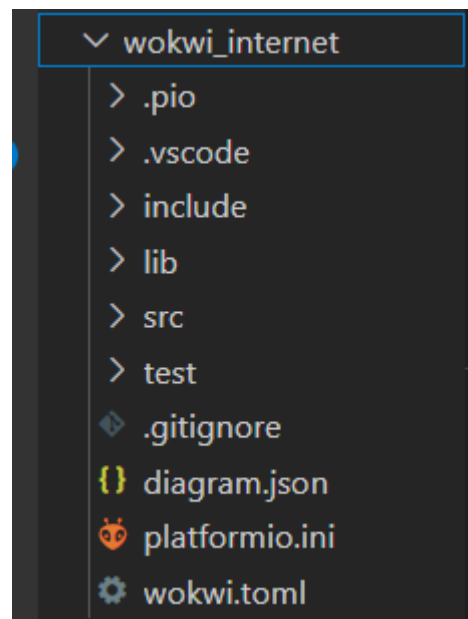 wokwi_internet
.pio
.vscode
include
lib
src
test
.gitignore
diagram.json
platformio.ini
wokwi.toml